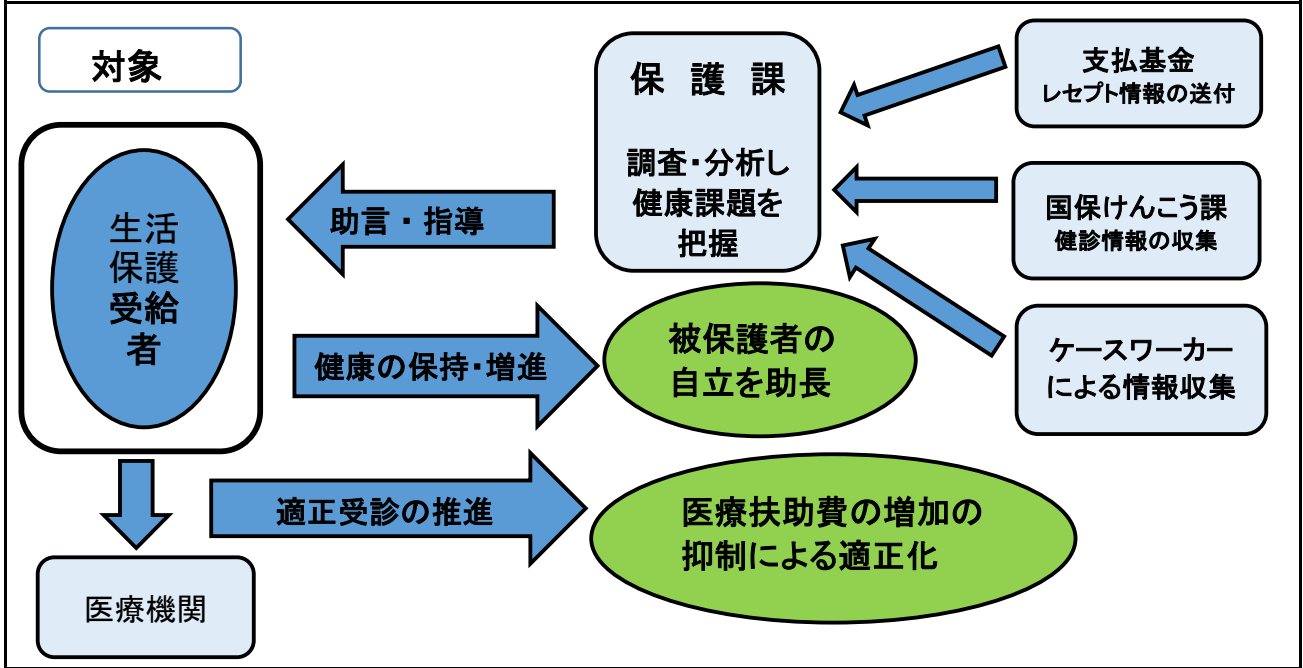 対象
生活
保護
受給
者
助言・指導
保護課
調査・分析し
健康課題を
把握
支払基金
レセプト情報の送付
国保けんこう課
健診情報の収集
ケースワーカー
による情報収集
健康の保持・増進
被保護者の
自立を助長
適正受診の推進
医療扶助費の増加の
抑制による適正化
医療機関